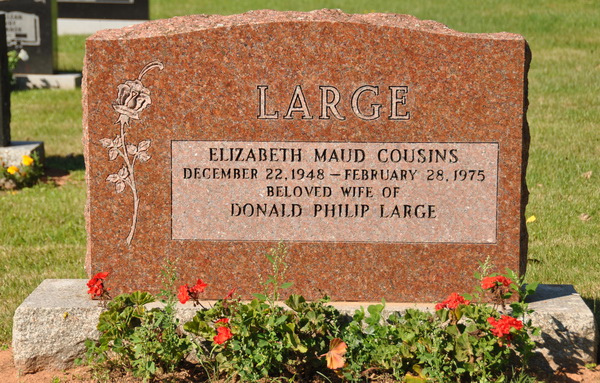 LARGE
ELIZABETH MAUD COUSINS
DECEMBER 22, 1948 – FEBRUARY 28, 1975
BELOVED WIFE OF
DONALD PHILIP LARGE